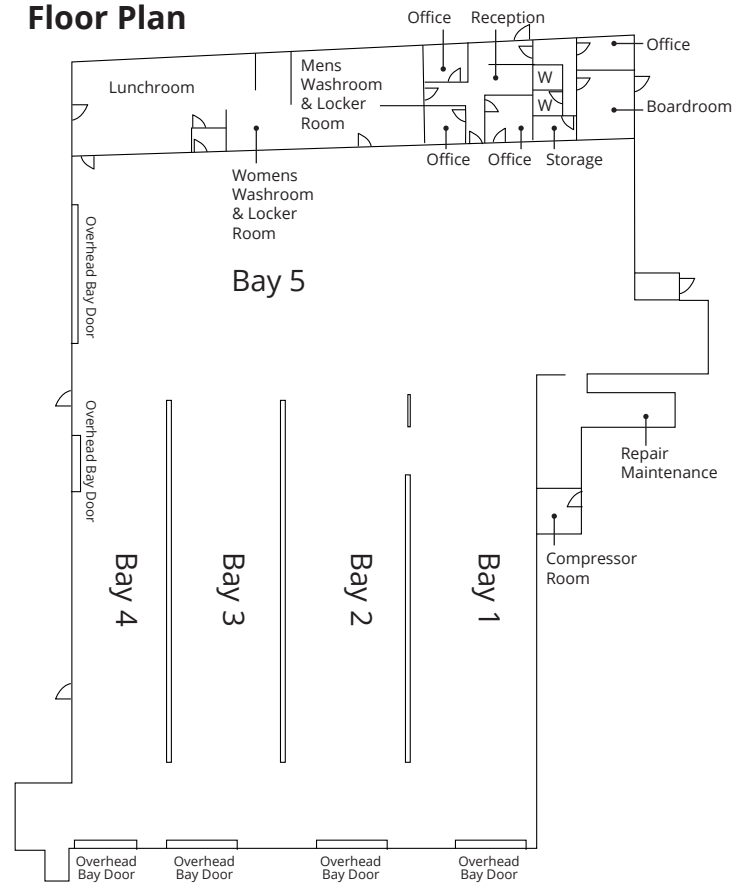 Floor Plan
Office
Reception
Office
Lunchroom
Mens
Washroom
& Locker
Room
W
W
Boardroom
Office
Office
Storage
Womens
Washroom
& Locker
Room
Overhead Bay Door
Bay 5
Overhead Bay Door
Repair
Maintenance
Bay 4
Bay 3
Bay 2
Bay 1
Compressor
Room
Overhead
Bay Door
Overhead
Bay Door
Overhead
Bay Door
Overhead
Bay Door